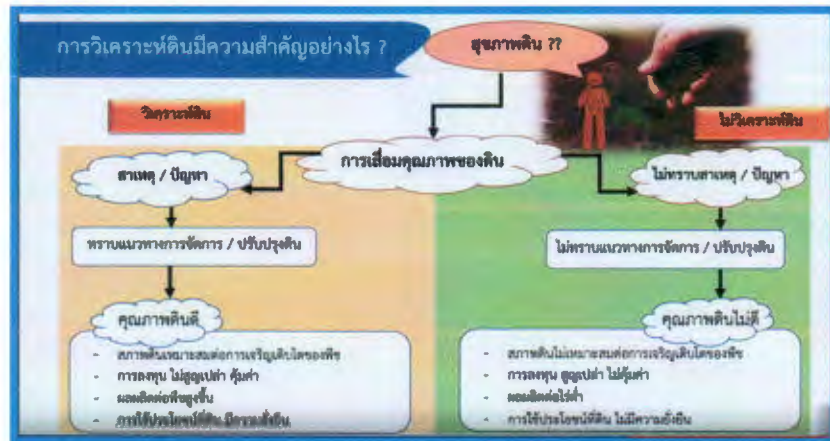 การวิเคราะห์ดินมีความสำคัญอย่างไร ?
สุขภาพดิน ??
วิเคราะห์ดิน
ไม่วิเคราะห์ดิน
การเสื่อมคุณภาพของดิน
สาเหตุ / ปัญหา
ไม่ทราบสาเหตุ / ปัญหา
ทราบแนวทางการจัดการ / ปรับปรุงดิน
ไม่ทราบแนวทางการจัดการ / ปรับปรุงดิน
คุณภาพดินดี
- สภาพดินเหมาะสมต่อการเจริญเติบโตของพืช
- การลงทุน ไม่สูญเปล่า คุ้มค่า
- ผลผลิตต่อพืชสูงขึ้น
- การใช้ประโยชน์ที่ดิน มีความยั่งยืน
คุณภาพดินไม่ดี
- สภาพดินไม่เหมาะสมต่อการเจริญเติบโตของพืช
- การลงทุน สูญเปล่า ไม่คุ้มค่า
- ผลผลิตต่อไร่ต่ำ
- การใช้ประโยชน์ที่ดิน ไม่มีความยั่งยืน